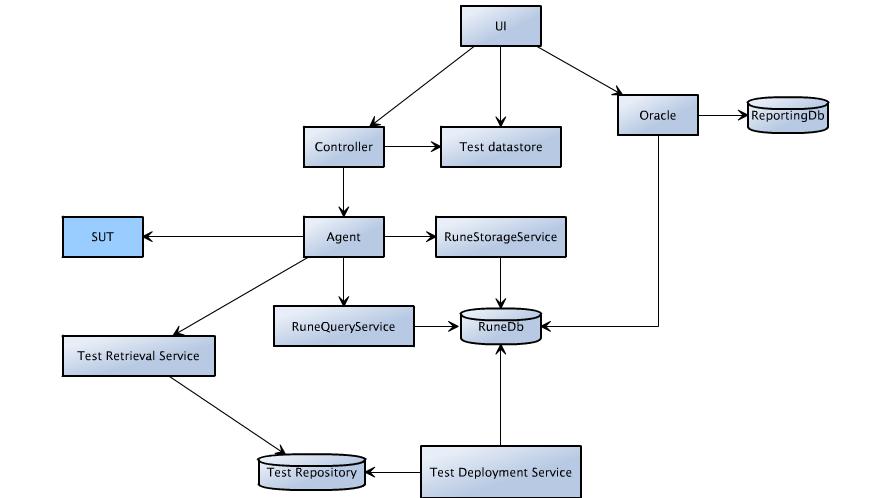 UI
Oracle
ReportingDb
Controller
Test datastore
SUT
Agent
RuneStorageService
RuneQueryService
RuneDb
Test Retrieval Service
Test Repository
Test Deployment Service